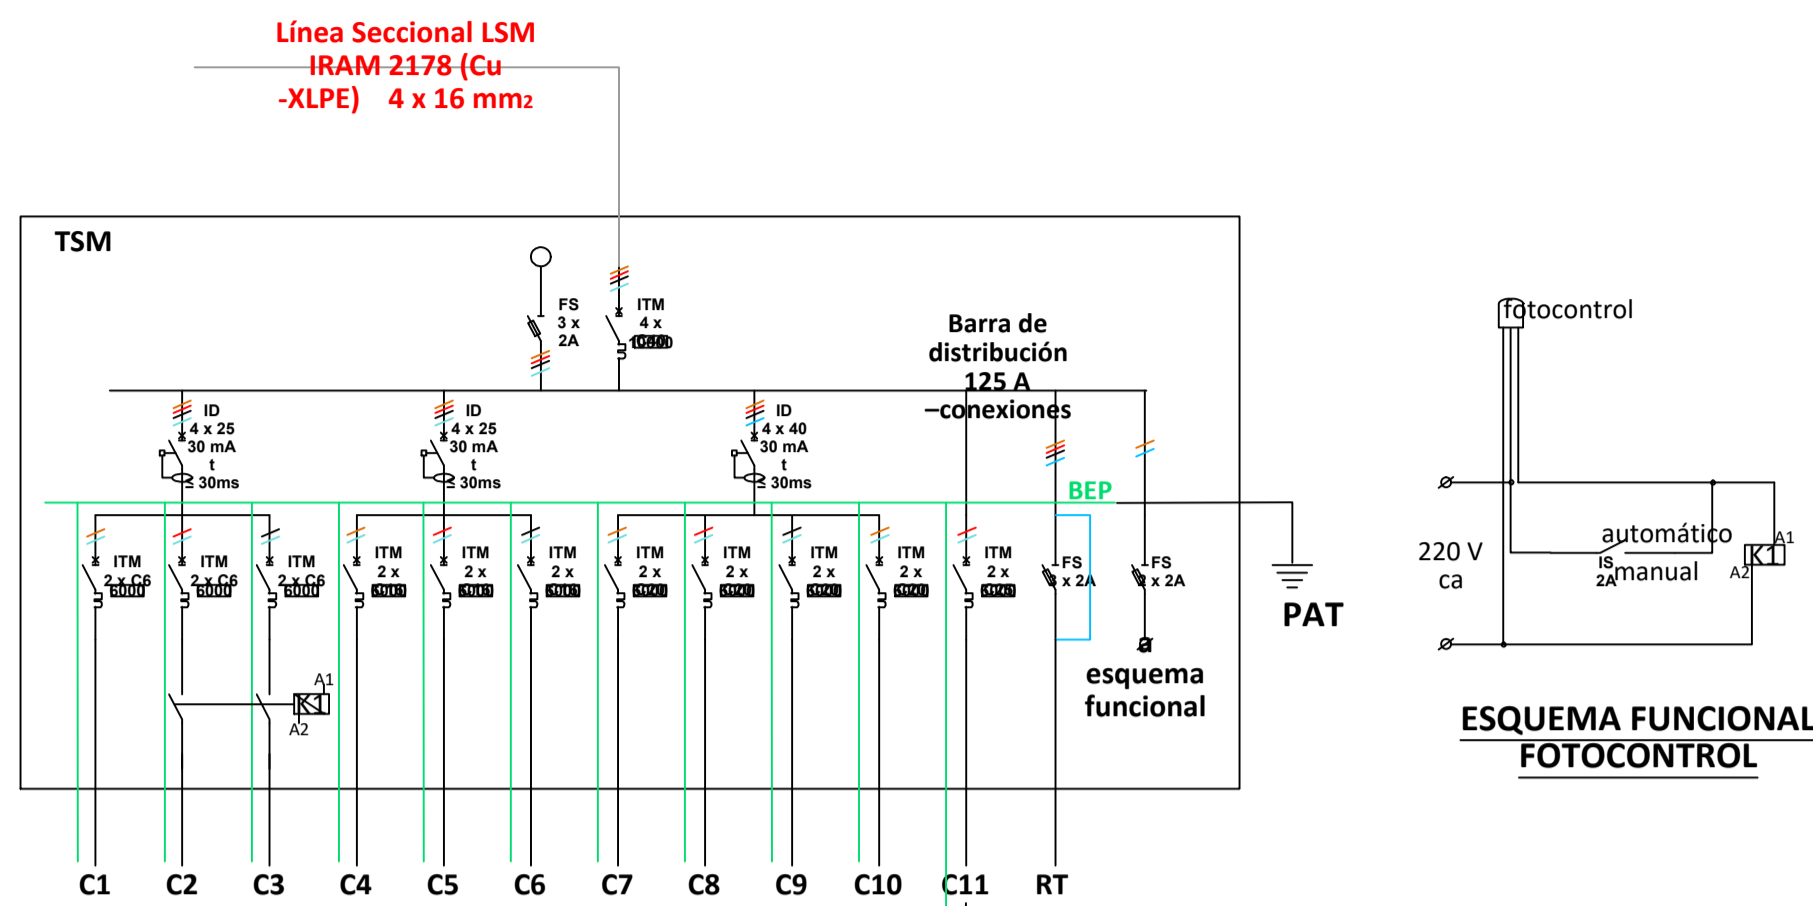 Línea Seccional LSM
IRAM 2178 (Cu
-XLPE) 4 x 16 mm2
TSM
FS
3 x
2A
ITM
4 x
Barra de
distribución
125 A
–conexiones
ID
4 x 25
30 mA
t
≤ 30ms
ID
4 x 25
30 mA
t
≤ 30ms
ID
4 x 40
30 mA
t
≤ 30ms
BEP
ITM
2 x C6
6000
ITM
2 x C6
6000
ITM
2 x C6
6000
ITM
2 x
ITM
2 x
ITM
2 x
ITM
2 x
ITM
2 x
ITM
2 x
ITM
2 x
ITM
2 x
FS
3 x 2A
FS
2 x 2A
a
esquema
funcional
PAT
A1
K1
A2
C1
C2
C3
C4
C5
C6
C7
C8
C9
C10
C11
RT
fotocontrol
220 V
ca
automático
IS
2A
manual
A1
K1
A2
ESQUEMA FUNCIONAL
FOTOCONTROL